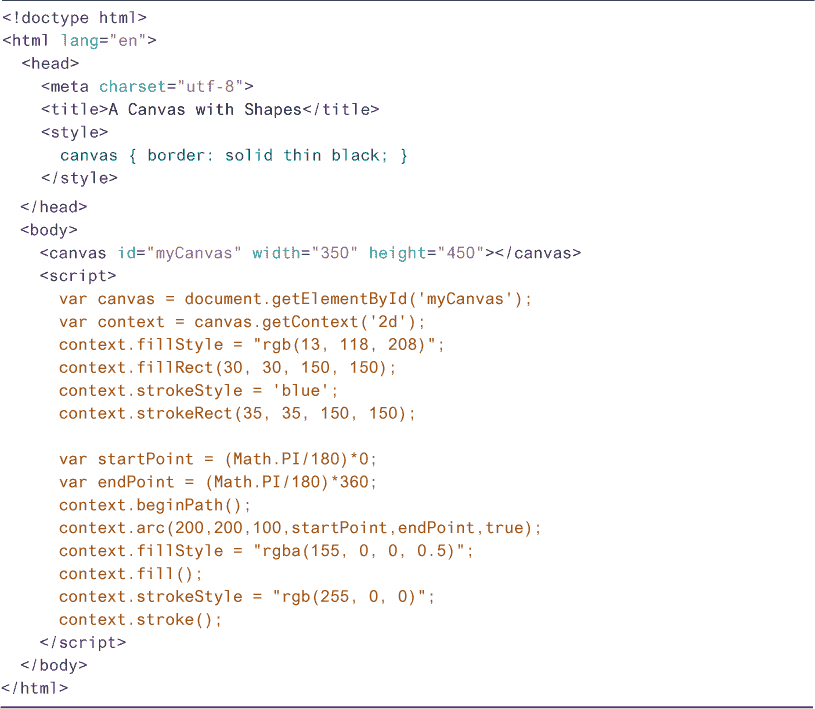 <!doctype html>
<html lang="en">
  <head>
    <meta charset="utf-8">
    <title>A Canvas with Shapes</title>
    <style>
      canvas { border: solid thin black; }
    </style>
  </head>
  <body>
    <canvas id="myCanvas" width="350" height="450"></canvas>
    <script>
      var canvas = document.getElementById('myCanvas');
      var context = canvas.getContext('2d');
      context.fillStyle = "rgb(13, 118, 208)";
      context.fillRect(30, 30, 150, 150);
      context.strokeStyle = 'blue';
      context.strokeRect(35, 35, 150, 150);

      var startPoint = (Math.PI/180)*0;
      var endPoint = (Math.PI/180)*360;
      context.beginPath();
      context.arc(200,200,100,startPoint,endPoint,true);
      context.fillStyle = "rgba(155, 0, 0, 0.5)";
      context.fill();
      context.strokeStyle = "rgb(255, 0, 0)";
      context.stroke();
    </script>
  </body>
</html>